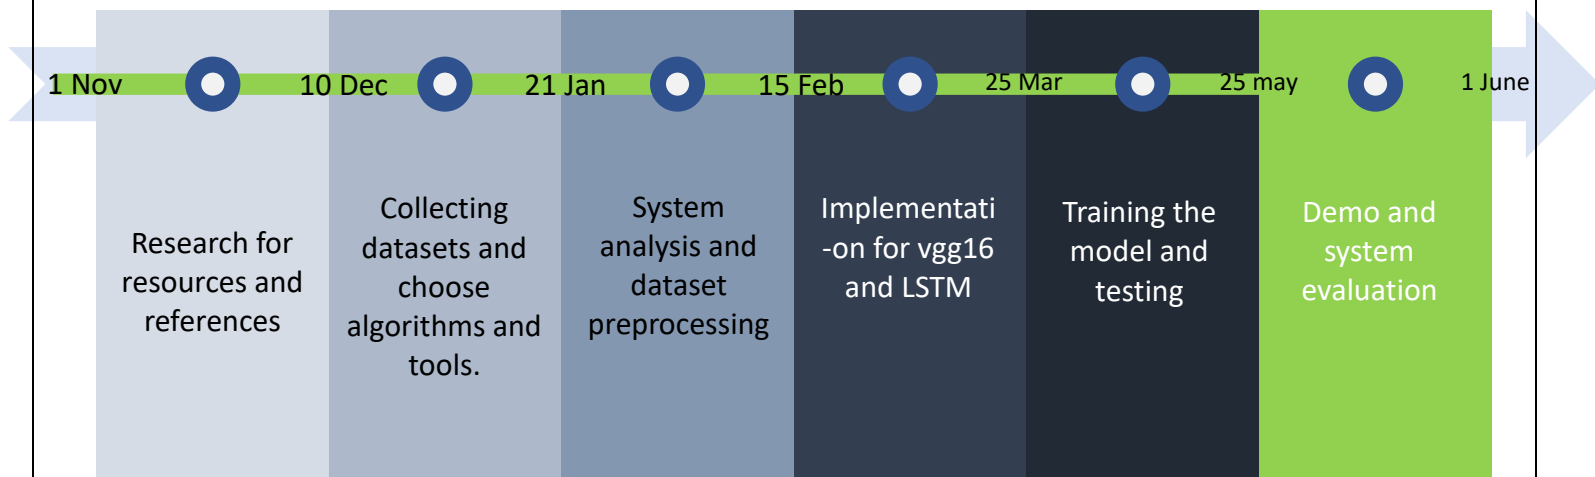 1 Nov
10 Dec
21 Jan
15 Feb
25 Mar
25 may
1 June
Research for
resources and
references
Collecting
datasets and
choose
algorithms and
tools.
System
analysis and
dataset
preprocessing
Implementati
-on for vgg16
and LSTM
Training the
model and
testing
Demo and
system
evaluation